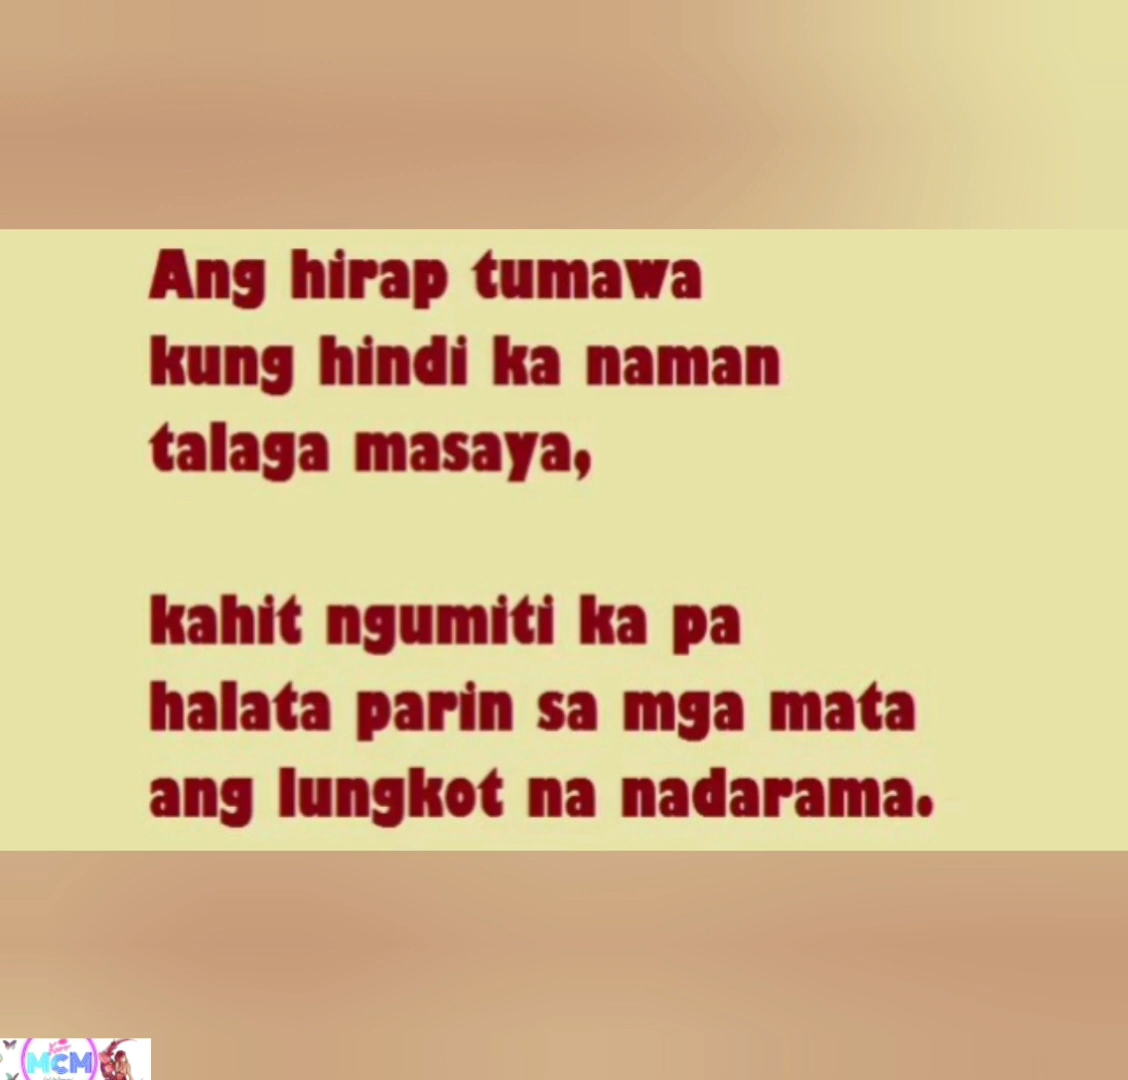 Ang hirap tumawa
kung hindi ka naman
talaga masaya,
kahit ngumiti ka pa
halata parin sa mga mata
ang lungkot na nadarama.
MCM